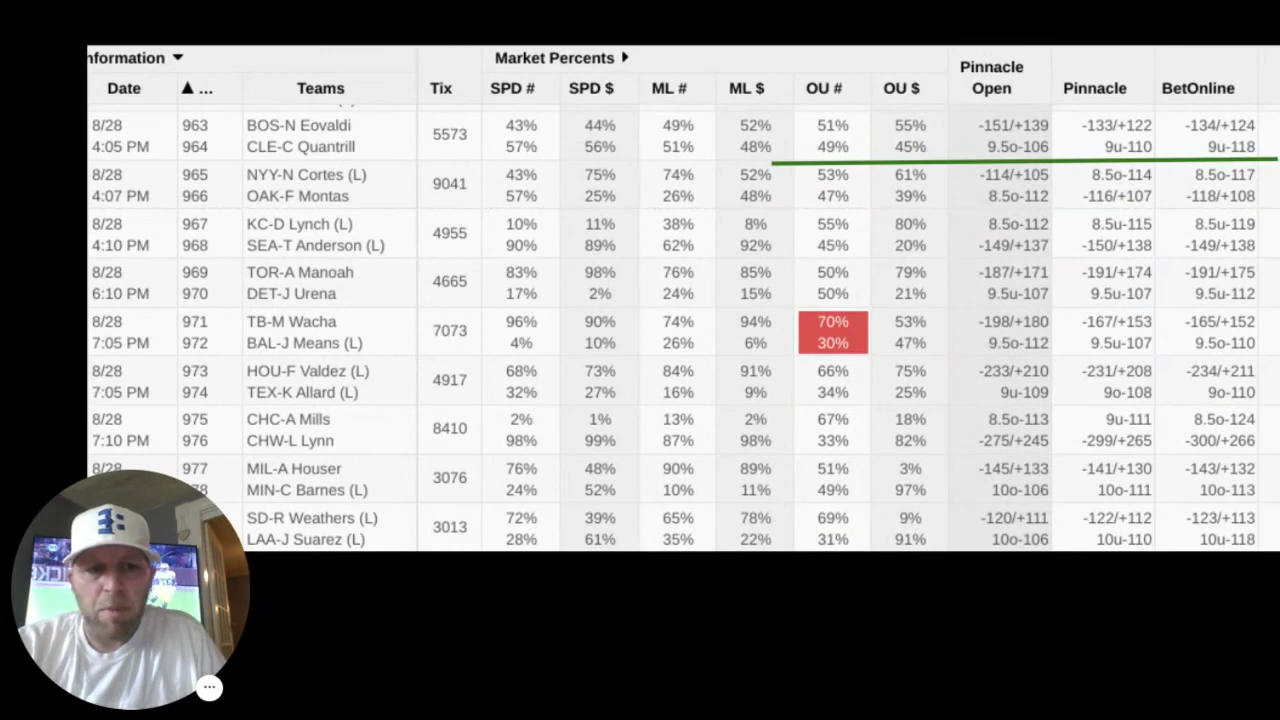 nformation ▼ Market Percents ▶ Pinnacle
Date ▲ ... Teams Tix SPD # SPD $ ML # ML $ OU # OU $ Open Pinnacle BetOnline
8/28 963 BOS-N Eovaldi 5573 43% 44% 49% 52% 51% 55% -151/+139 -133/+122 -134/+124
4:05 PM 964 CLE-C Quantrill 57% 56% 51% 48% 49% 45% 9.5o-106 9u-110 9u-118
8/28 965 NYY-N Cortes (L) 9041 43% 75% 74% 52% 53% 61% -114/+105 8.5o-114 8.5o-117
4:07 PM 966 OAK-F Montas 57% 25% 26% 48% 47% 39% 8.5o-112 -116/+107 -118/+108
8/28 967 KC-D Lynch (L) 4955 10% 11% 38% 8% 55% 80% 8.5o-112 8.5u-115 8.5u-119
4:10 PM 968 SEA-T Anderson (L) 90% 89% 62% 92% 45% 20% -149/+137 -150/+138 -149/+138
8/28 969 TOR-A Manoah 4665 83% 98% 76% 85% 50% 79% -187/+171 -191/+174 -191/+175
6:10 PM 970 DET-J Urena 17% 2% 24% 15% 50% 21% 9.5u-107 9.5u-107 9.5u-112
8/28 971 TB-M Wacha 7073 96% 90% 74% 94% 70% 53% -198/+180 -167/+153 -165/+152
7:05 PM 972 BAL-J Means (L) 4% 10% 26% 6% 30% 47% 9.5o-112 9.5u-107 9.5o-110
8/28 973 HOU-F Valdez (L) 4917 68% 73% 84% 91% 66% 75% -233/+210 -231/+208 -234/+211
7:05 PM 974 TEX-K Allard (L) 32% 27% 16% 9% 34% 25% 9u-109 9o-108 9o-110
8/28 975 CHC-A Mills 8410 2% 1% 13% 2% 67% 18% 8.5o-113 9u-111 8.5o-124
7:10 PM 976 CHW-L Lynn 98% 99% 87% 98% 33% 82% -275/+245 -299/+265 -300/+266
8/28 977 MIL-A Houser 3076 76% 48% 90% 89% 51% 3% -145/+133 -141/+130 -143/+132
78 MIN-C Barnes (L) 24% 52% 10% 11% 49% 97% 10o-106 10o-111 10o-113
SD-R Weathers (L) 3013 72% 39% 65% 78% 69% 9% -120/+111 -122/+112 -123/+113
LAA-J Suarez (L) 28% 61% 35% 22% 31% 91% 10o-106 10u-110 10u-118